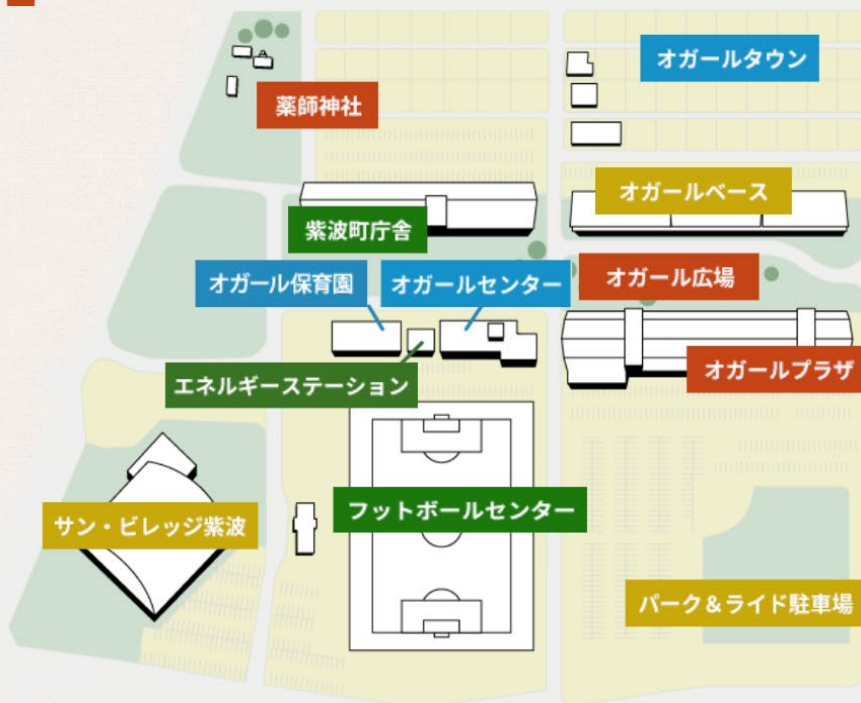 オガールタウン
薬師神社
オガールベース
紫波町庁舎
オガール保育園
オガールセンター
オガール広場
オガールプラザ
エネルギーステーション
サン・ビレッジ紫波
フットボールセンター
パーク＆ライド駐車場